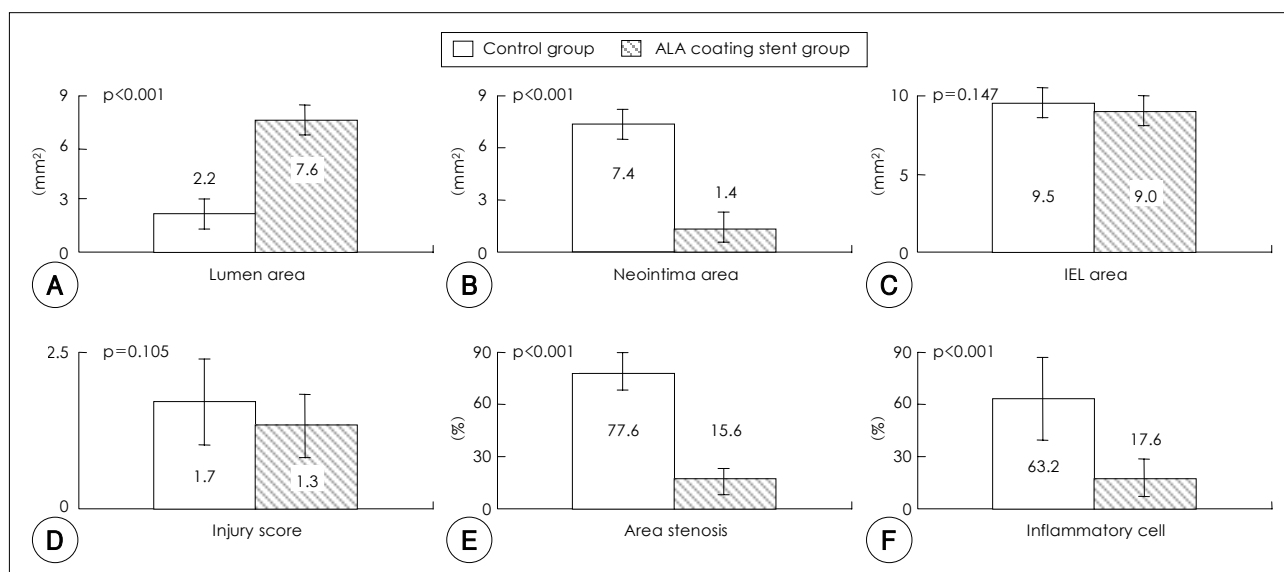 Control group
ALA coating stent group
9
6
3
0
(mm²)
p<0.001
2.2
7.6
Lumen area
A
9
6
3
0
(mm²)
p<0.001
7.4
1.4
Neointima area
B
10
5
0
(mm²)
p=0.147
9.5
9.0
IEL area
C
2.5
0
p=0.105
1.7
1.3
Injury score
D
90
60
30
0
(%)
p<0.001
77.6
15.6
Area stenosis
E
90
60
30
0
(%)
p<0.001
63.2
17.6
Inflammatory cell
F